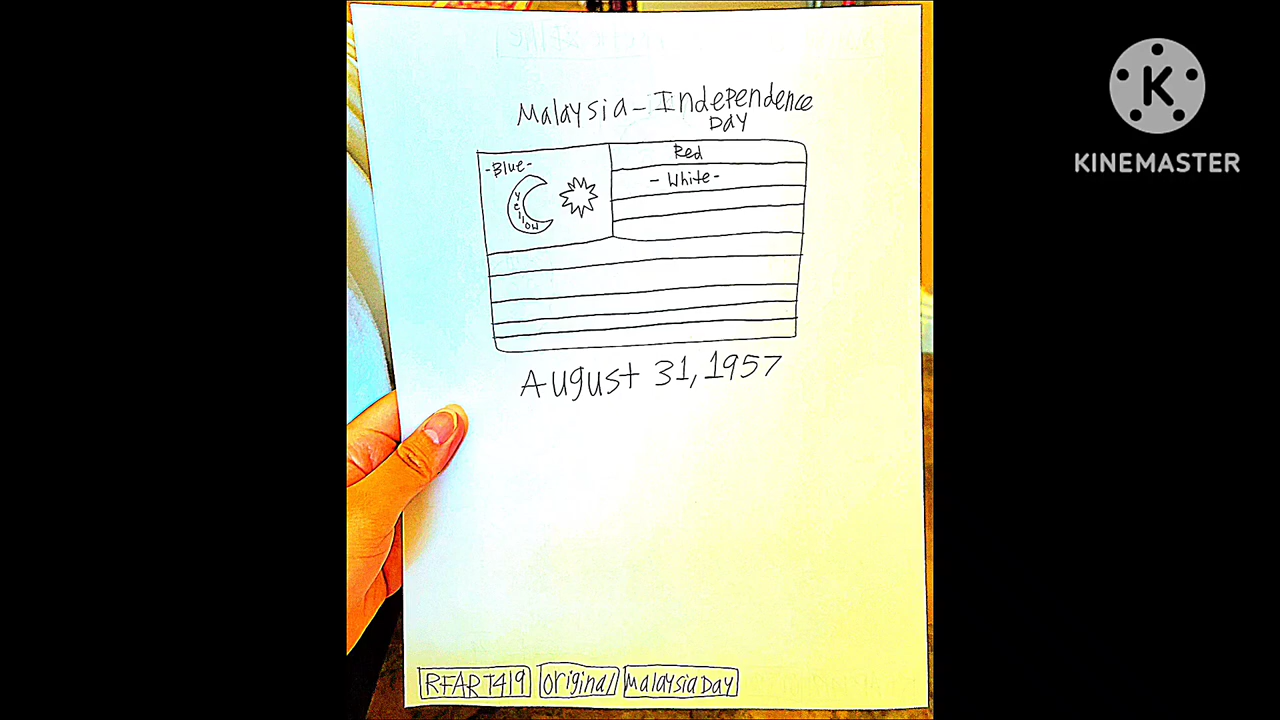 Malaysia - Independence
Day
-Blue-
Red
- White-
Yellow
August 31, 1957
RFART419 original Malaysia Day
KINEMASTER